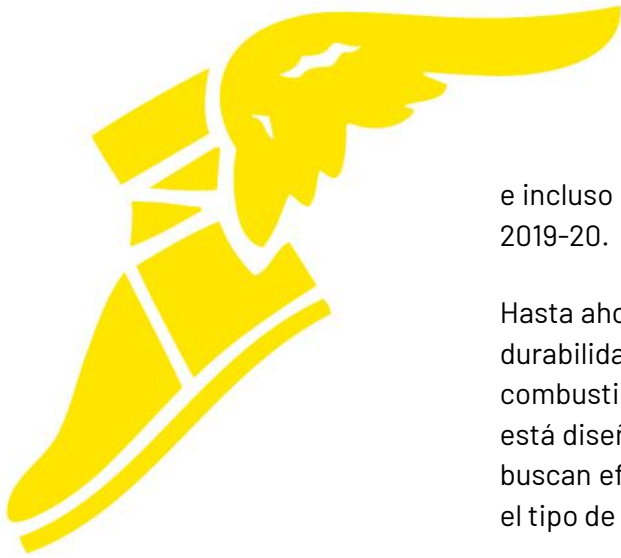 e incluso
2019-20.
Hasta aho
durabilida
combusti
está diseñ
buscan ef
el tipo de